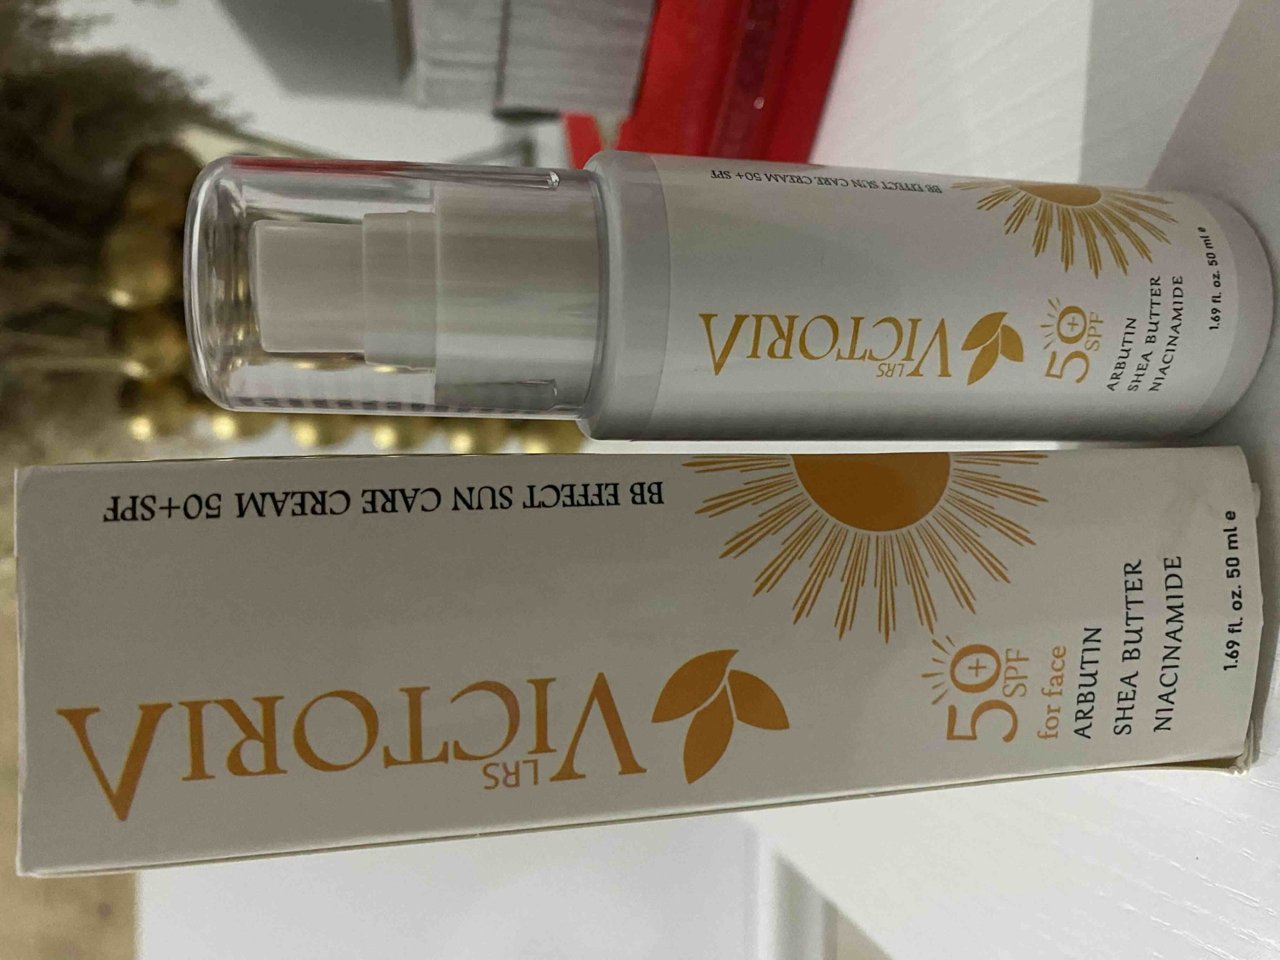 VICTORIA
LRS
BB EFFECT SUN CARE CREAM 50+SPF
50+
SPF
ARBUTIN
SHEA BUTTER
NIACINAMIDE
1.69 fl. oz. 50 ml e
VICTORIA
LRS
BB EFFECT SUN CARE CREAM 50+SPF
50+
SPF
for face
ARBUTIN
SHEA BUTTER
NIACINAMIDE
1.69 fl. oz. 50 ml e